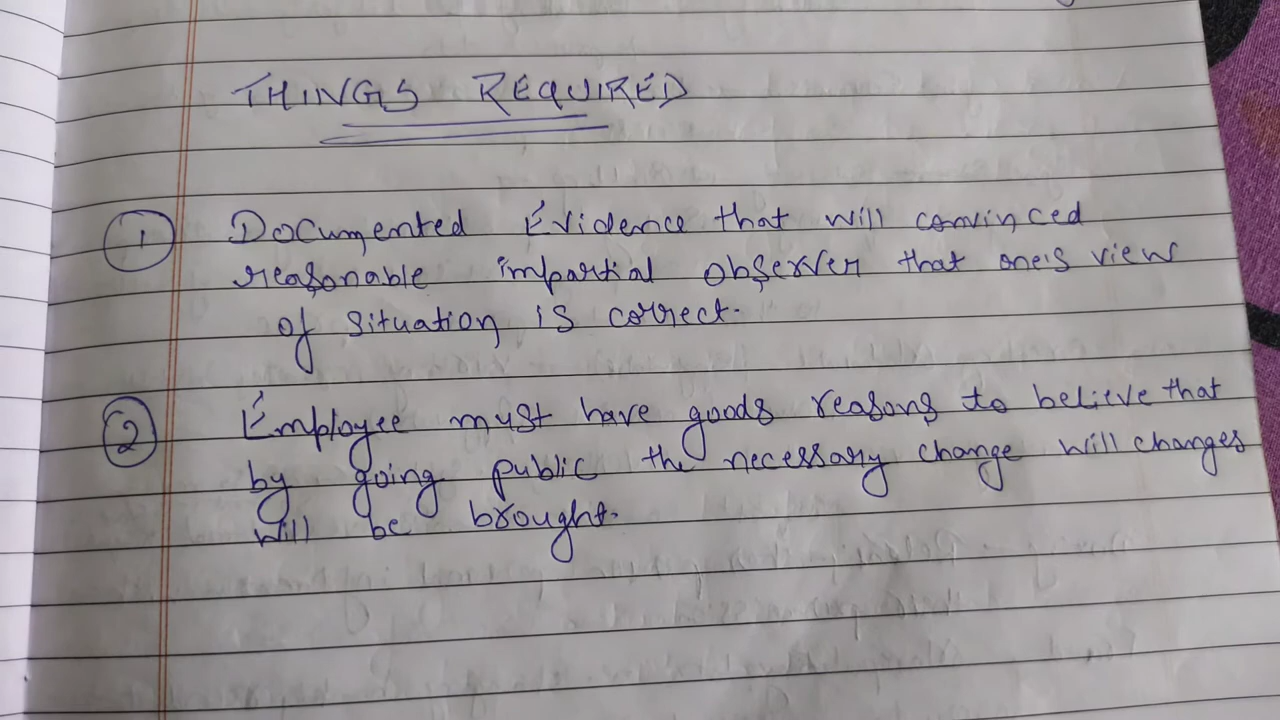 THINGS REQUIRED
① Documented Evidence that will convinced
reasonable impartial observer that one's view
of situation is correct.
② Employee must have goods reasons to believe that
by going public the necessary change will changes
will be brought.